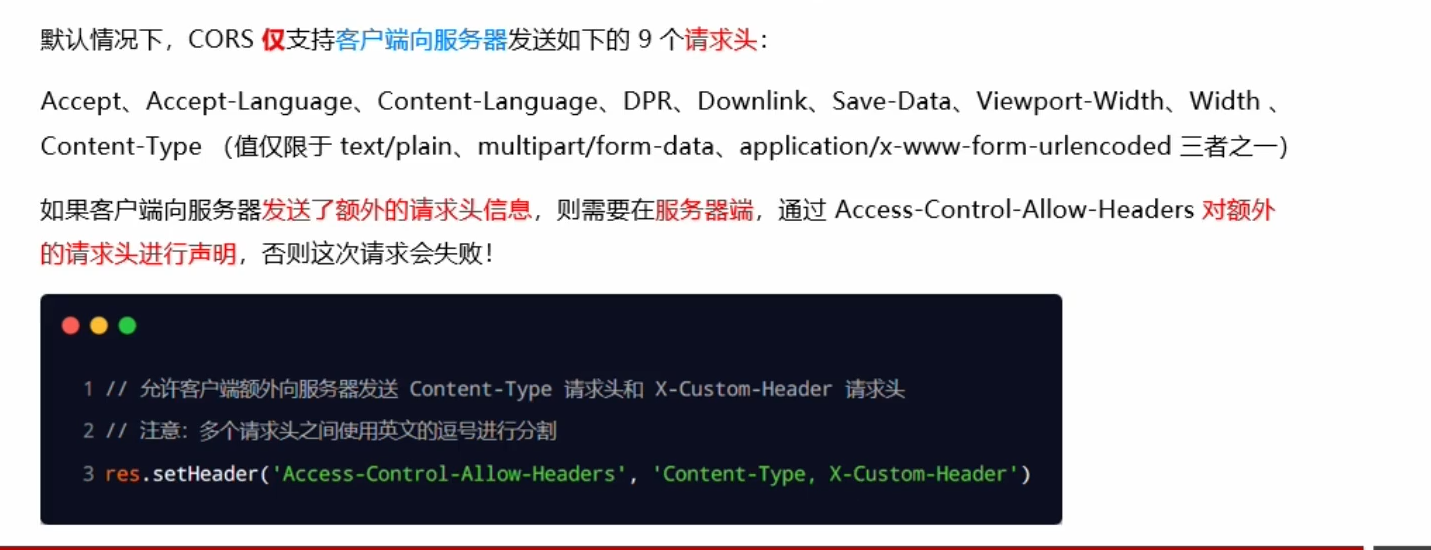 默认情况下，CORS 仅支持客户端向服务器发送如下的 9 个请求头：
Accept、Accept-Language、Content-Language、DPR、Downlink、Save-Data、Viewport-Width、Width 、
Content-Type （值仅限于 text/plain、multipart/form-data、application/x-www-form-urlencoded 三者之一）
如果客户端向服务器发送了额外的请求头信息，则需要在服务器端，通过 Access-Control-Allow-Headers 对额外
的请求头进行声明，否则这次请求会失败！
1 // 允许客户端额外向服务器发送 Content-Type 请求头和 X-Custom-Header 请求头
2 // 注意：多个请求头之间使用英文的逗号进行分割
3 res.setHeader('Access-Control-Allow-Headers', 'Content-Type, X-Custom-Header')